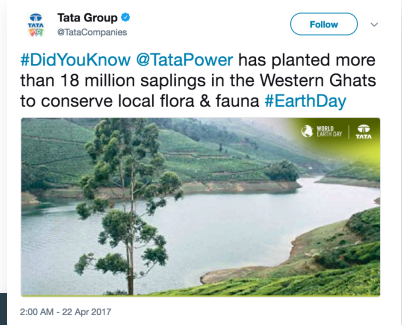 Tata Group
@TataCompanies
Follow
#DidYouKnow @TataPower has planted more
than 18 million saplings in the Western Ghats
to conserve local flora & fauna #EarthDay
WORLD
EARTH DAY
TATA
2:00 AM - 22 Apr 2017